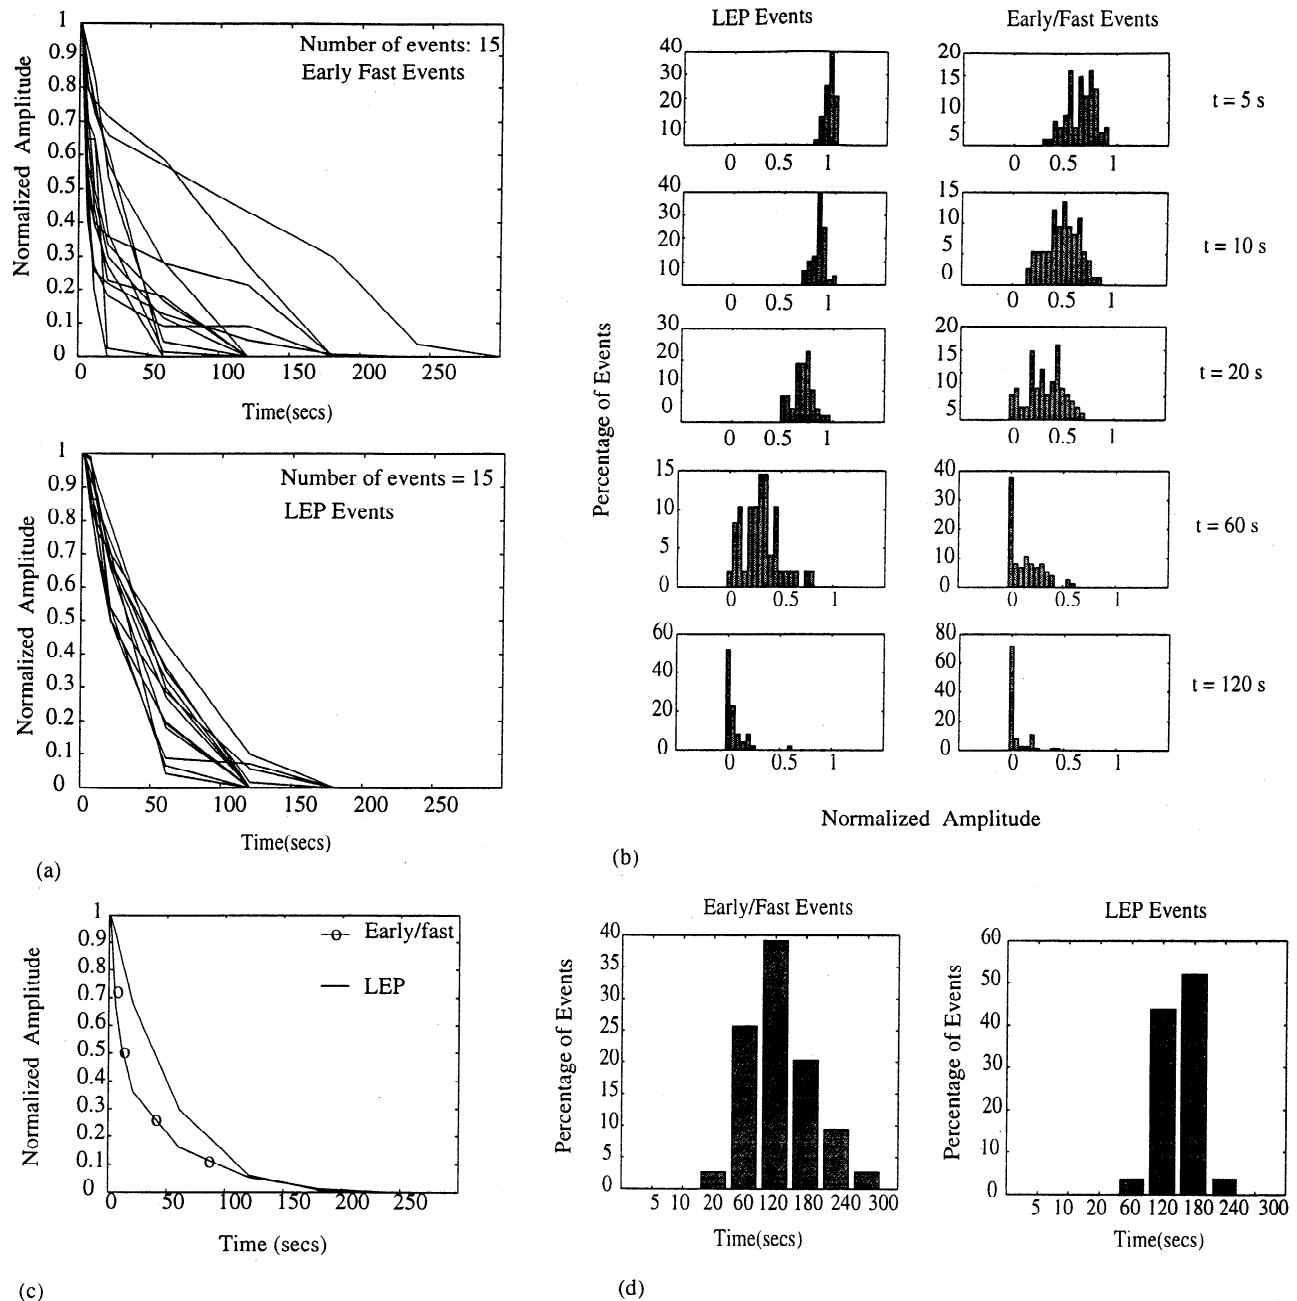 1
0.9
0.8
0.7
0.6
0.5
0.4
0.3
0.2
0.1
0
Normalized Amplitude
Number of events: 15
Early Fast Events
0 50 100 150 200 250
Time(secs)
1
0.9
0.8
0.7
0.6
0.5
0.4
0.3
0.2
0.1
0
Normalized Amplitude
Number of events = 15
LEP Events
0 50 100 150 200 250
Time(secs)
(a)
LEP Events
Early/Fast Events
40
30
20
10
0 0.5 1
20
15
10
5
0 0.5 1
t = 5 s
40
30
20
10
0 0.5 1
15
10
5
0
0 0.5 1
t = 10 s
30
20
10
0
0 0.5 1
20
15
10
5
0 0.5 1
t = 20 s
15
10
5
0
0 0.5 1
40
30
20
10
0
0 0.5 1
t = 60 s
60
40
20
0
0 0.5 1
80
60
40
20
0
0 0.5 1
t = 120 s
Percentage of Events
Normalized Amplitude
(b)
1
0.9
0.8
0.7
0.6
0.5
0.4
0.3
0.2
0.1
0
Normalized Amplitude
Early/fast
LEP
0 50 100 150 200 250
Time (secs)
(c)
Early/Fast Events
40
35
30
25
20
15
10
5
0
Percentage of Events
5 10 20 60 120 180 240 300
Time(secs)
LEP Events
60
50
40
30
20
10
0
Percentage of Events
5 10 20 60 120 180 240 300
Time(secs)
(d)